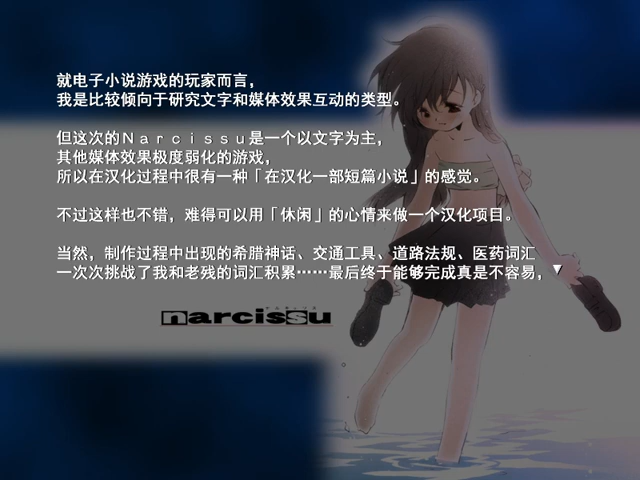 就电子小说游戏的玩家而言，
我是比较倾向于研究文字和媒体效果互动的类型。
但这次的Ｎａｒｃｉｓｓｕ是一个以文字为主，
其他媒体效果极度弱化的游戏，
所以在汉化过程中很有一种「在汉化一部短篇小说」的感觉。
不过这样也不错，难得可以用「休闲」的心情来做一个汉化项目。
当然，制作过程中出现的希腊神话、交通工具、道路法规、医药词汇
一次次挑战了我和老残的词汇积累……最后终于能够完成真是不容易，▼
narcissu